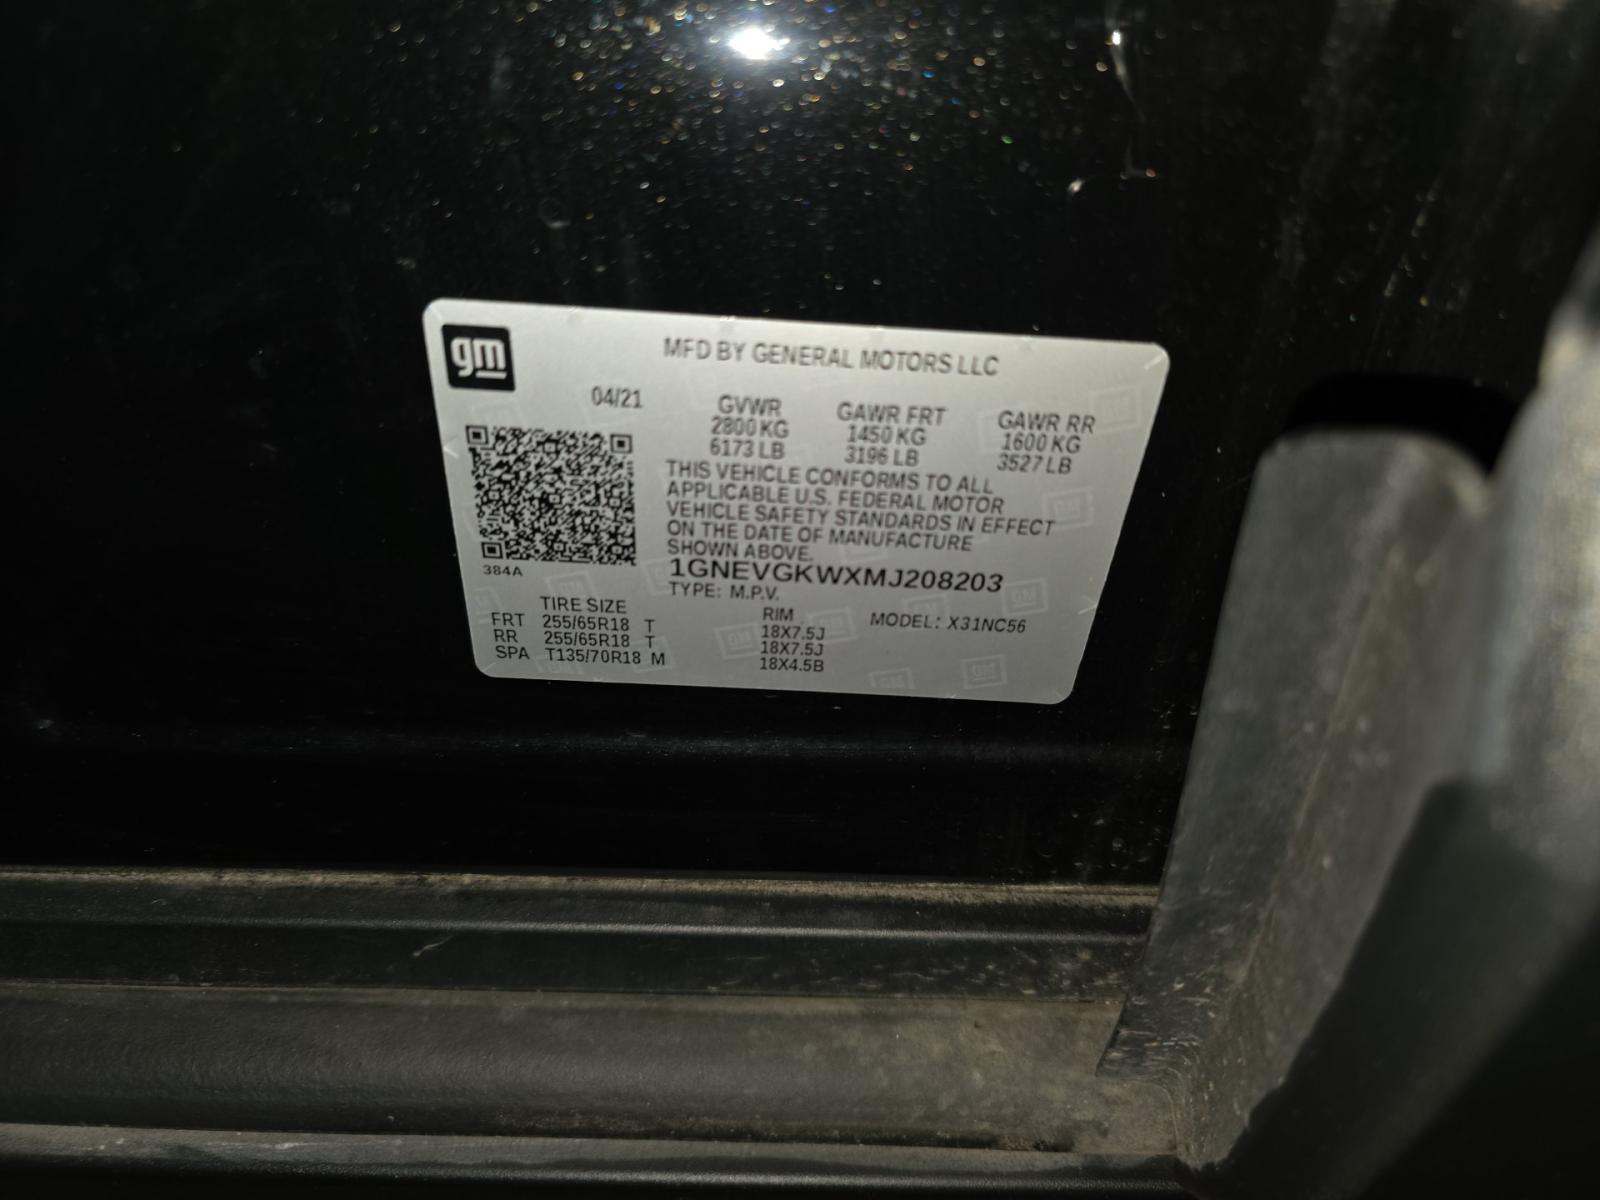 gm
MFD BY GENERAL MOTORS LLC
04/21 GVWR GAWR FRT GAWR RR
2800 KG 1450 KG 1600 KG
6173 LB 3196 LB 3527 LB
THIS VEHICLE CONFORMS TO ALL
APPLICABLE U.S. FEDERAL MOTOR
VEHICLE SAFETY STANDARDS IN EFFECT
ON THE DATE OF MANUFACTURE
SHOWN ABOVE.
384A
1GNEVGKWXMJ208203
TYPE: M.P.V.
TIRE SIZE RIM MODEL: X31NC56
FRT 255/65R18 T 18X7.5J
RR 255/65R18 T 18X7.5J
SPA T135/70R18 M 18X4.5B